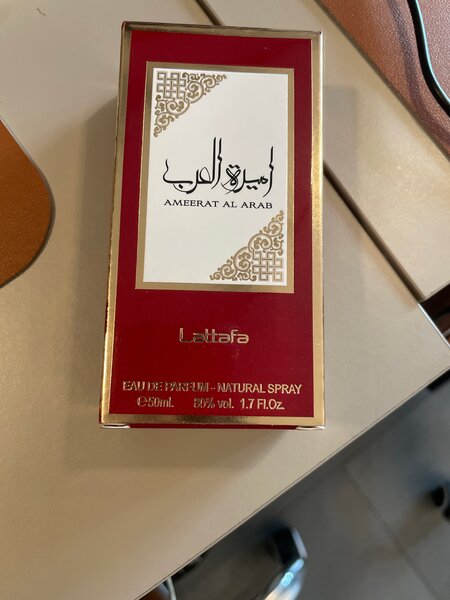 اميرة العرب
AMEERAT AL ARAB
Lattafa
EAU DE PARFUM - NATURAL SPRAY
℮50ml. 80% vol. 1.7 Fl.Oz.